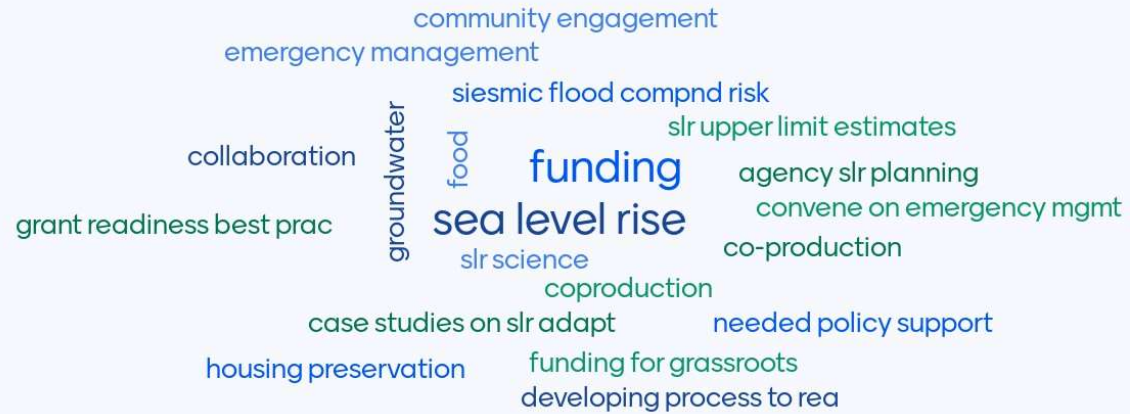 community engagement
emergency management
siesmic flood compnd risk
groundwater
food
slr upper limit estimates
collaboration
funding
agency slr planning
convene on emergency mgmt
grant readiness best prac
sea level rise
co-production
slr science
coproduction
case studies on slr adapt
needed policy support
housing preservation
funding for grassroots
developing process to rea